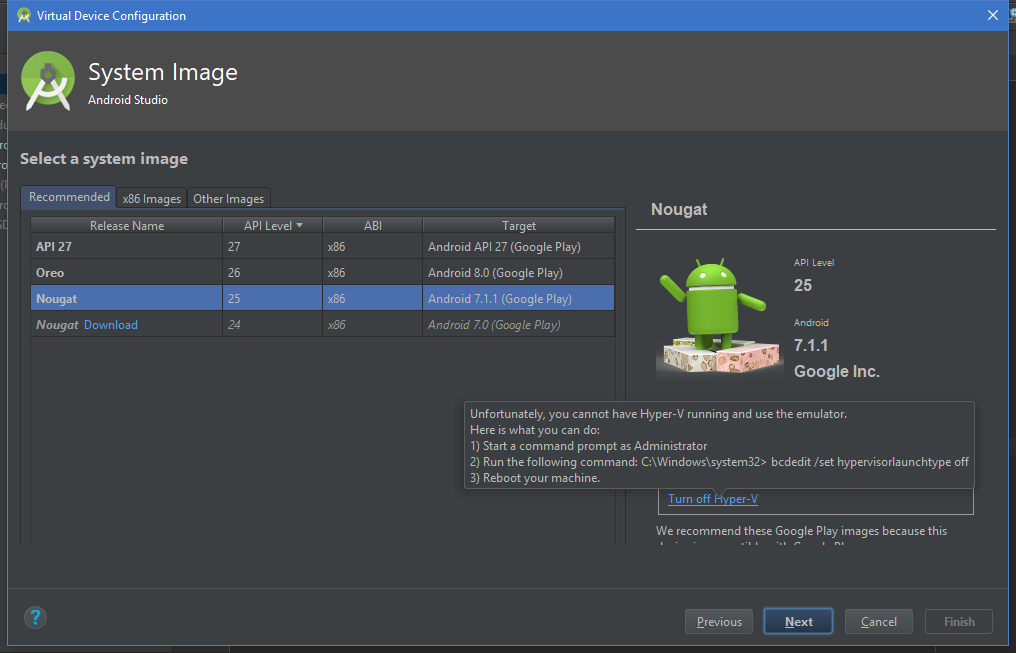 Virtual Device Configuration
System Image
Android Studio
Select a system image
Recommended x86 Images Other Images
Release Name API Level ABI Target
API 27 27 x86 Android API 27 (Google Play)
Oreo 26 x86 Android 8.0 (Google Play)
Nougat 25 x86 Android 7.1.1 (Google Play)
Nougat Download 24 x86 Android 7.0 (Google Play)
Nougat
API Level
25
Android
7.1.1
Google Inc.
Unfortunately, you cannot have Hyper-V running and use the emulator.
Here is what you can do:
1) Start a command prompt as Administrator
2) Run the following command: C:\Windows\system32> bcdedit /set hypervisorlaunchtype off
3) Reboot your machine.
Turn off Hyper-V
We recommend these Google Play images because this
? Previous Next Cancel Finish